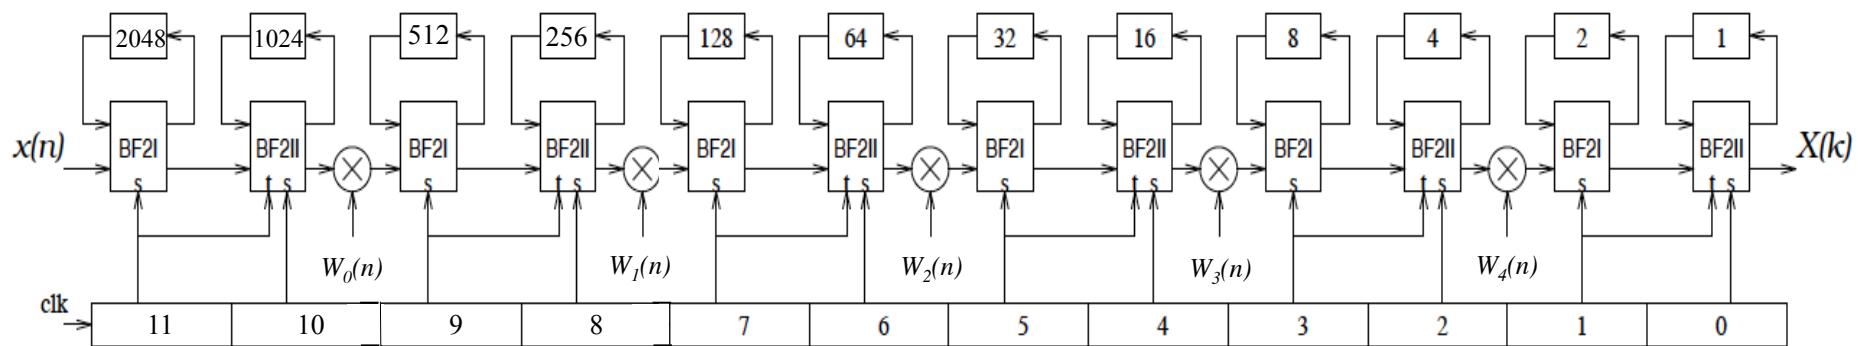 2048 1024 512 256 128 64 32 16 8 4 2 1
x(n) BF2I BF2II BF2I BF2II BF2I BF2II BF2I BF2II BF2I BF2II BF2I BF2II X(k)
s t s s t s s t s s t s s t s s t s
W0(n) W1(n) W2(n) W3(n) W4(n)
clk 11 10 9 8 7 6 5 4 3 2 1 0